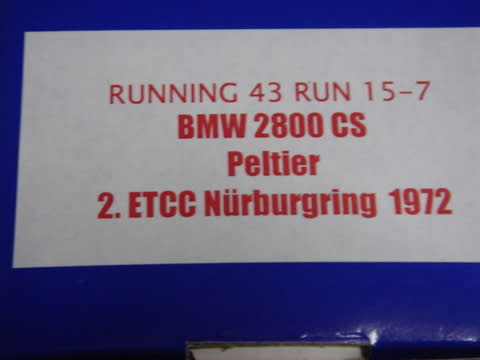 RUNNING 43 RUN 15-7
BMW 2800 CS
Peltier
2. ETCC Nürburgring 1972